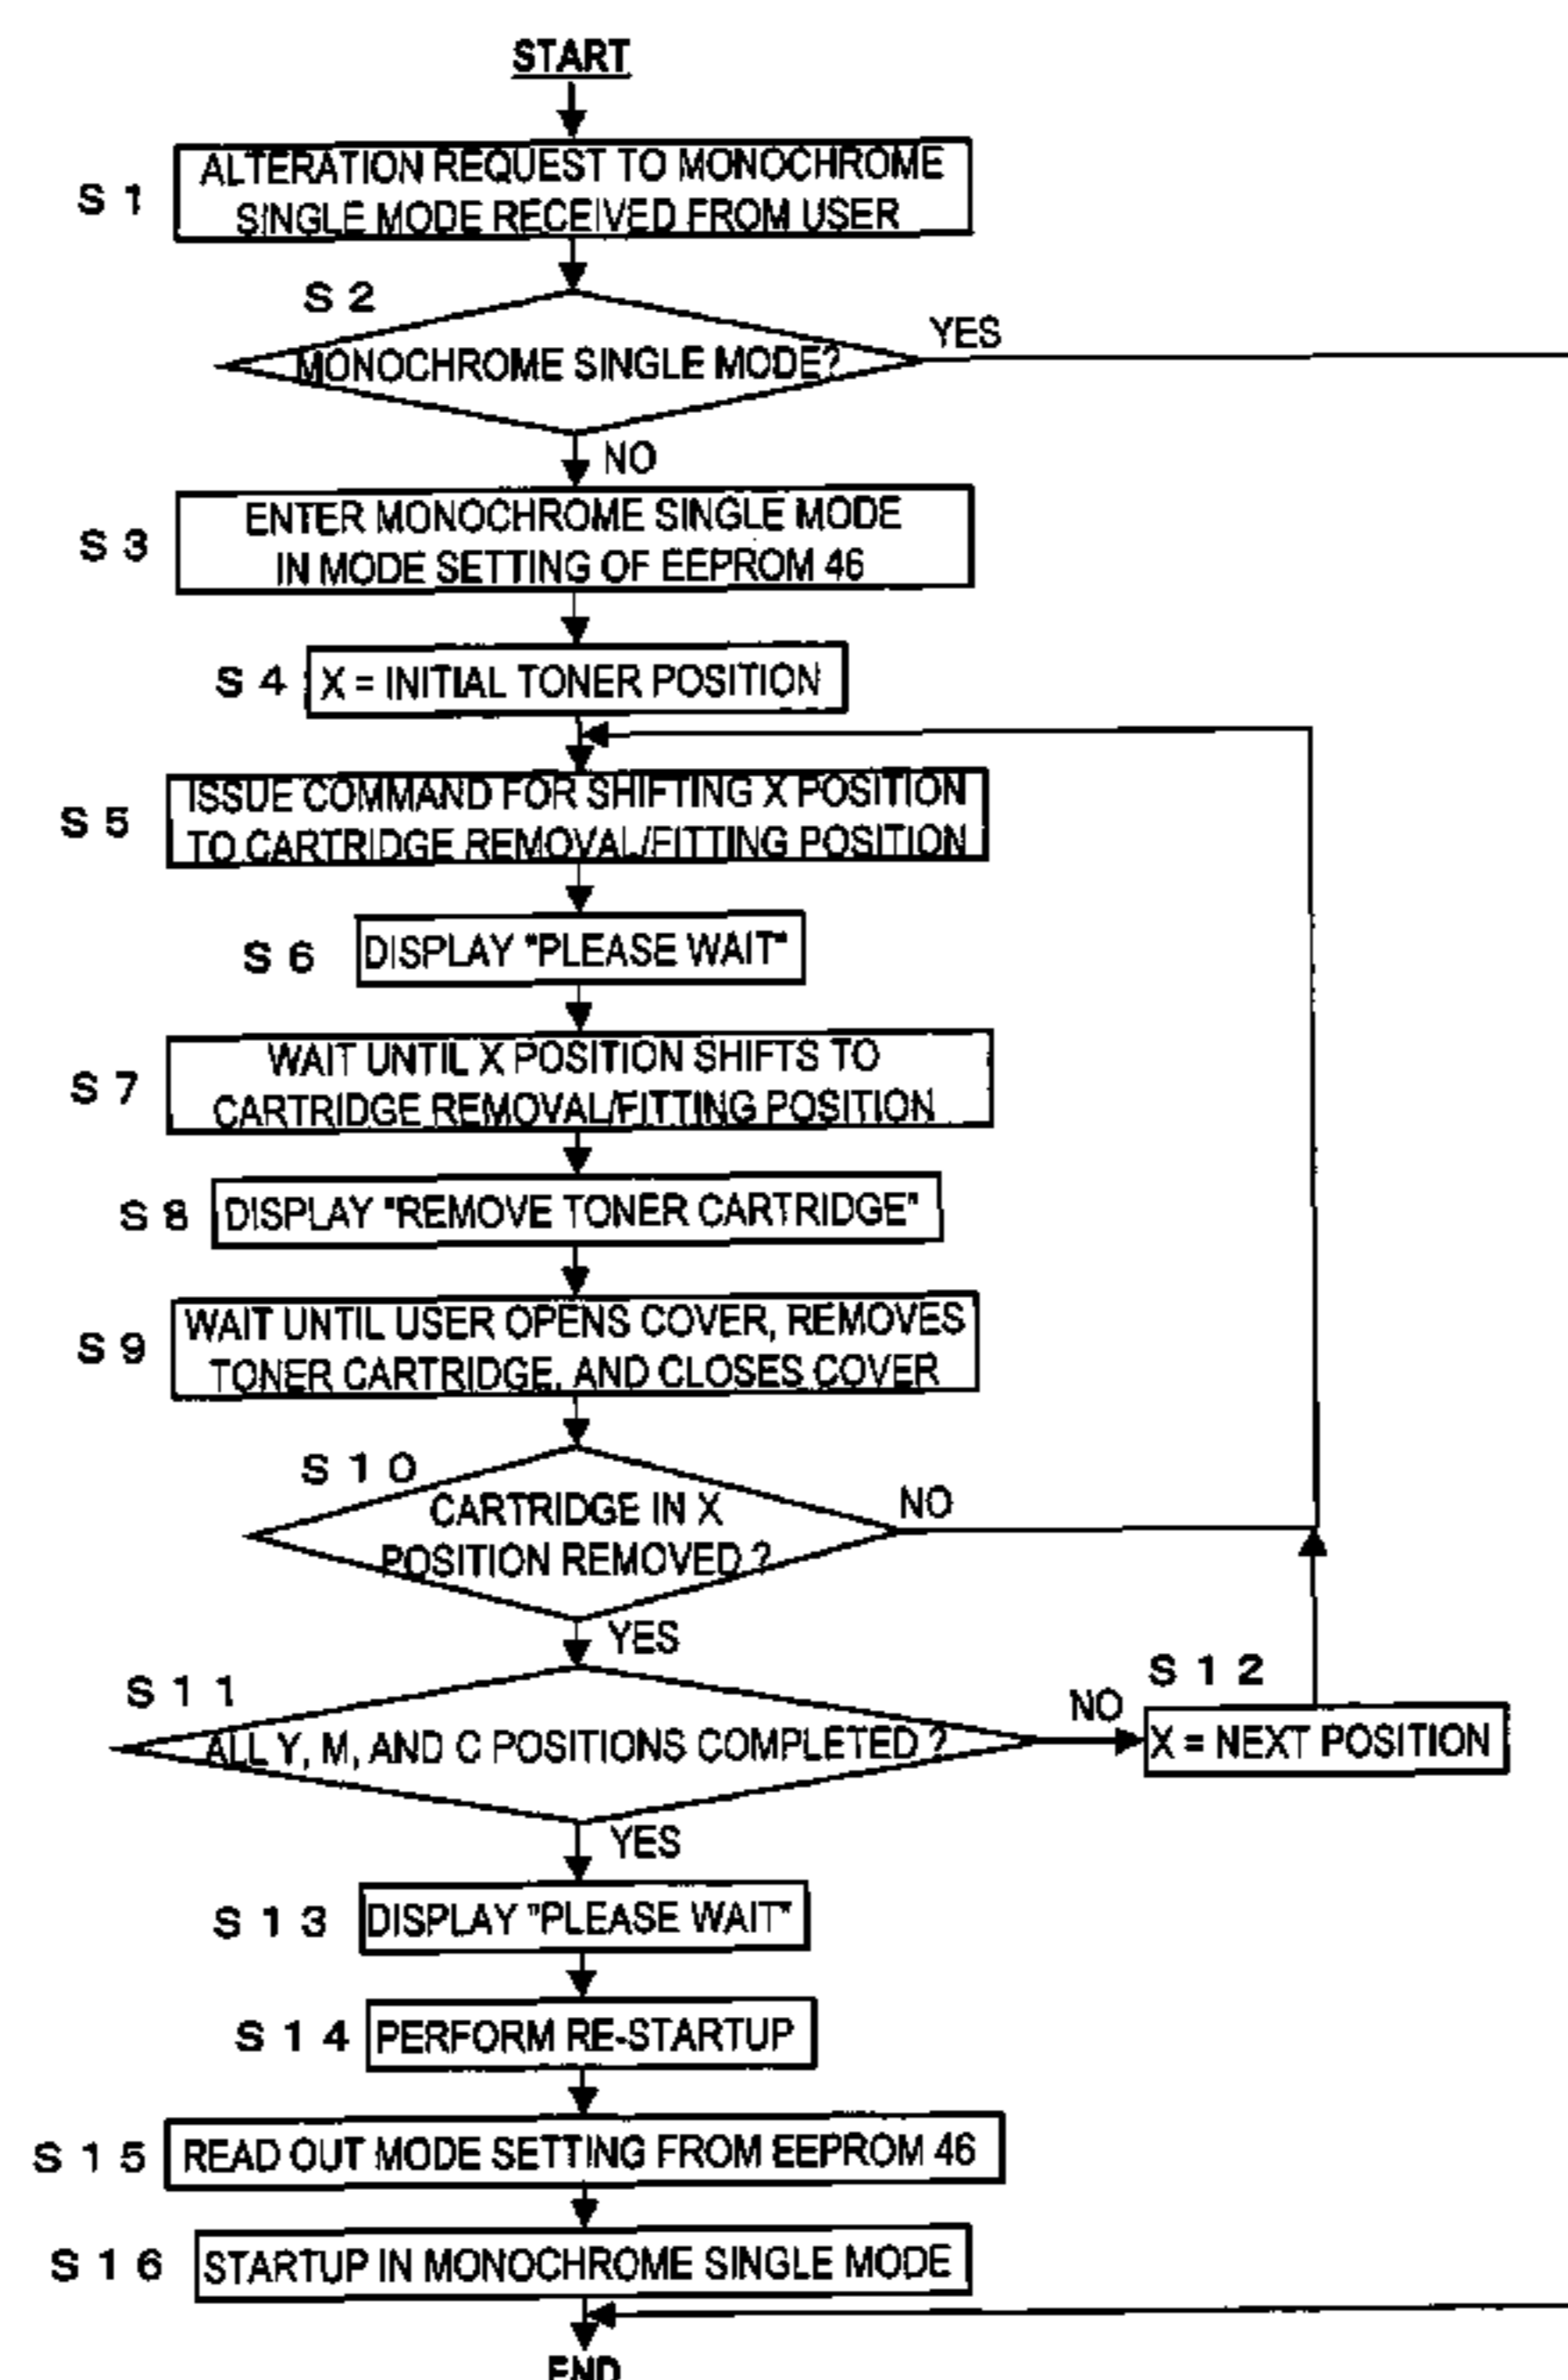 START
S 1
ALTERATION REQUEST TO MONOCHROME
SINGLE MODE RECEIVED FROM USER
S 2
MONOCHROME SINGLE MODE?
YES
NO
S 3
ENTER MONOCHROME SINGLE MODE
IN MODE SETTING OF EEPROM 46
S 4
X = INITIAL TONER POSITION
S 5
ISSUE COMMAND FOR SHIFTING X POSITION
TO CARTRIDGE REMOVAL/FITTING POSITION
S 6
DISPLAY "PLEASE WAIT"
S 7
WAIT UNTIL X POSITION SHIFTS TO
CARTRIDGE REMOVAL/FITTING POSITION
S 8
DISPLAY "REMOVE TONER CARTRIDGE"
S 9
WAIT UNTIL USER OPENS COVER, REMOVES
TONER CARTRIDGE, AND CLOSES COVER
S 1 0
CARTRIDGE IN X
POSITION REMOVED ?
NO
YES
S 1 1
ALL Y, M, AND C POSITIONS COMPLETED ?
NO
S 1 2
X = NEXT POSITION
YES
S 1 3
DISPLAY "PLEASE WAIT"
S 1 4
PERFORM RE-STARTUP
S 1 5
READ OUT MODE SETTING FROM EEPROM 46
S 1 6
STARTUP IN MONOCHROME SINGLE MODE
END